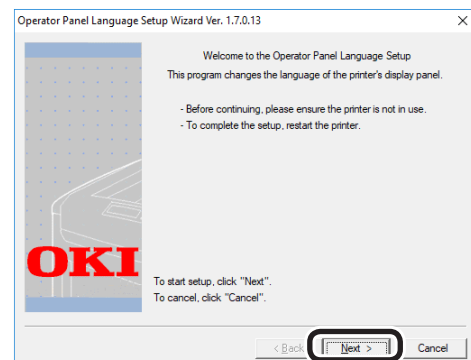 Operator Panel Language Setup Wizard Ver. 1.7.0.13
Welcome to the Operator Panel Language Setup
This program changes the language of the printer's display panel.
- Before continuing, please ensure the printer is not in use.
- To complete the setup, restart the printer.
OKI
To start setup, click "Next".
To cancel, click "Cancel".
< Back Next > Cancel